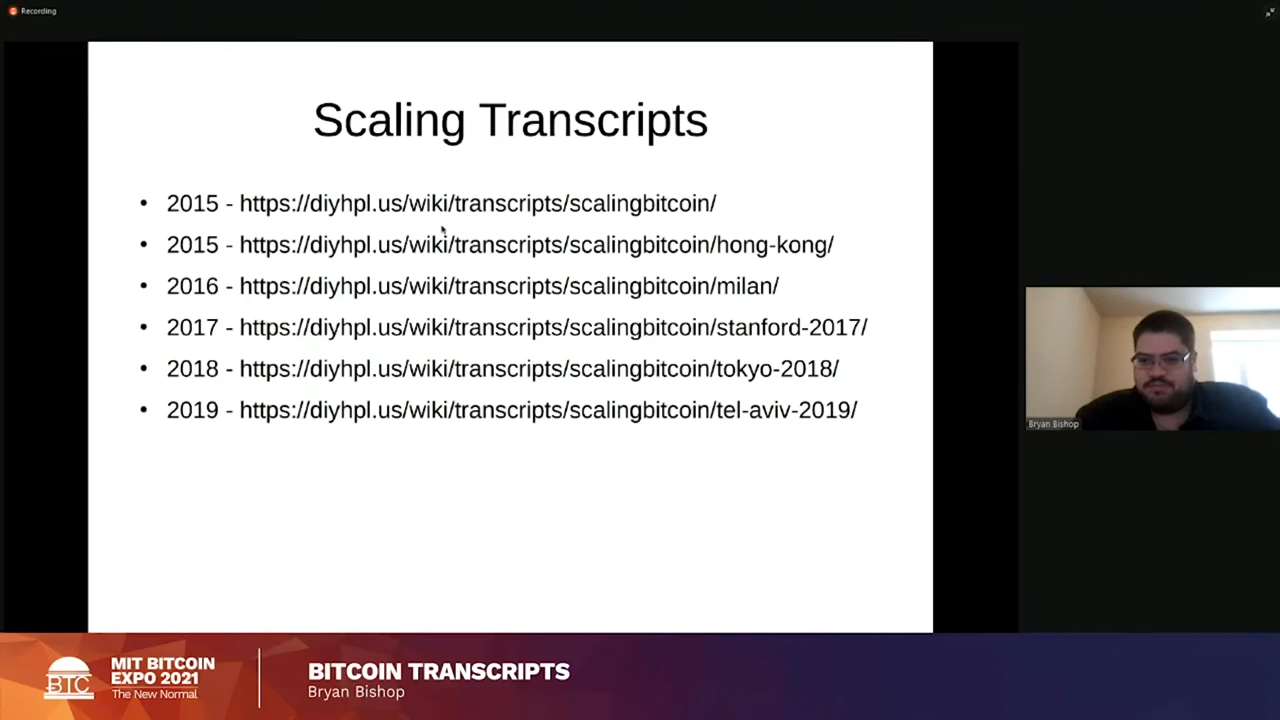 Recording
Scaling Transcripts
• 2015 - https://diyhpl.us/wiki/transcripts/scalingbitcoin/
• 2015 - https://diyhpl.us/wiki/transcripts/scalingbitcoin/hong-kong/
• 2016 - https://diyhpl.us/wiki/transcripts/scalingbitcoin/milan/
• 2017 - https://diyhpl.us/wiki/transcripts/scalingbitcoin/stanford-2017/
• 2018 - https://diyhpl.us/wiki/transcripts/scalingbitcoin/tokyo-2018/
• 2019 - https://diyhpl.us/wiki/transcripts/scalingbitcoin/tel-aviv-2019/
Bryan Bishop
BTC
MIT BITCOIN
EXPO 2021
The New Normal
BITCOIN TRANSCRIPTS
Bryan Bishop